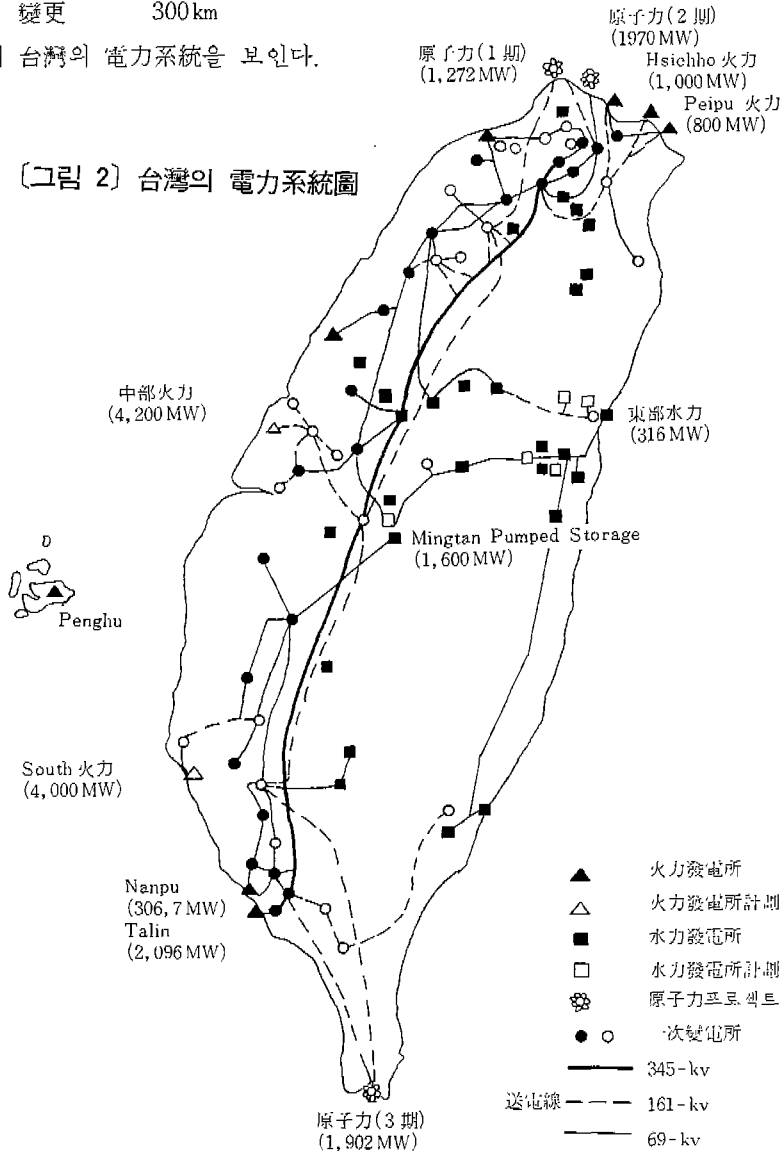 變更 300km
台灣의 電力系統을 보인다.
[그림 2] 台灣의 電力系統圖
原子力(1期)
(1,272MW)
原子力(2期)
(1970MW)
Hsichho 火力
(1,000MW)
Peipu 火力
(800MW)
中部火力
(4,200MW)
東部水力
(316MW)
Mingtan Pumped Storage
(1,600MW)
Penghu
South 火力
(4,000MW)
Nanpu
(306,7MW)
Talin
(2,096MW)
原子力(3期)
(1,902MW)
火力發電所
火力發電所計劃
水力發電所
水力發電所計劃
原子力프로젝트
一次變電所
345-kv
送電線 161-kv
69-kv